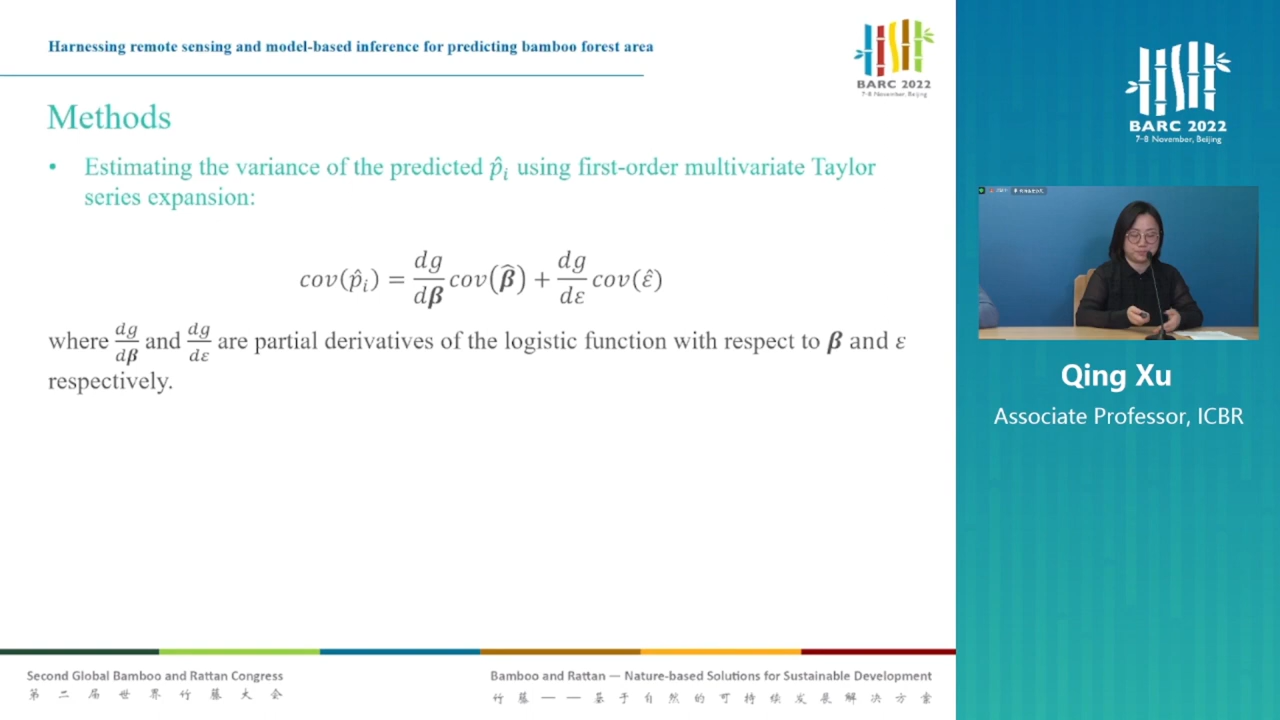 Harnessing remote sensing and model-based inference for predicting bamboo forest area
BARC 2022
7-8 November, Beijing
Methods
• Estimating the variance of the predicted p̂ᵢ using first-order multivariate Taylor
series expansion:
cov(p̂ᵢ) = dg/d𝜷 cov(𝜷̂) + dg/dε cov(ε̂)
where dg/d𝜷 and dg/dε are partial derivatives of the logistic function with respect to 𝜷 and ε
respectively.
Second Global Bamboo and Rattan Congress
第二届世界竹藤大会
Bamboo and Rattan — Nature-based Solutions for Sustainable Development
竹藤——基于自然的可持续发展解决方案
BARC 2022
7-8 November, Beijing
Qing Xu
Associate Professor, ICBR